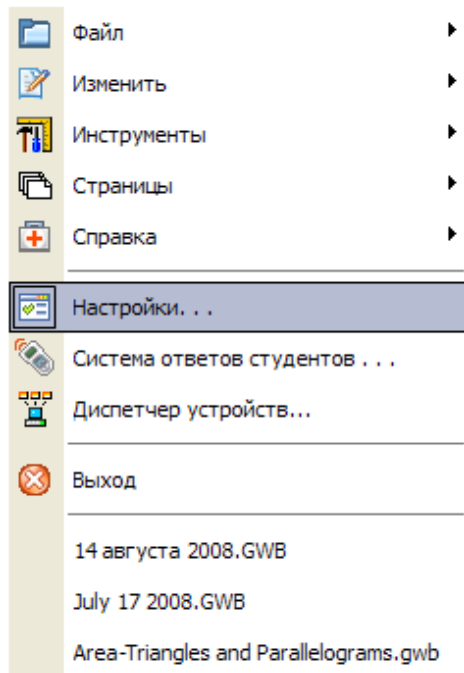 Файл
Изменить
Инструменты
Страницы
Справка
Настройки. . .
Система ответов студентов . . .
Диспетчер устройств...
Выход
14 августа 2008.GWB
July 17 2008.GWB
Area-Triangles and Parallelograms.gwb